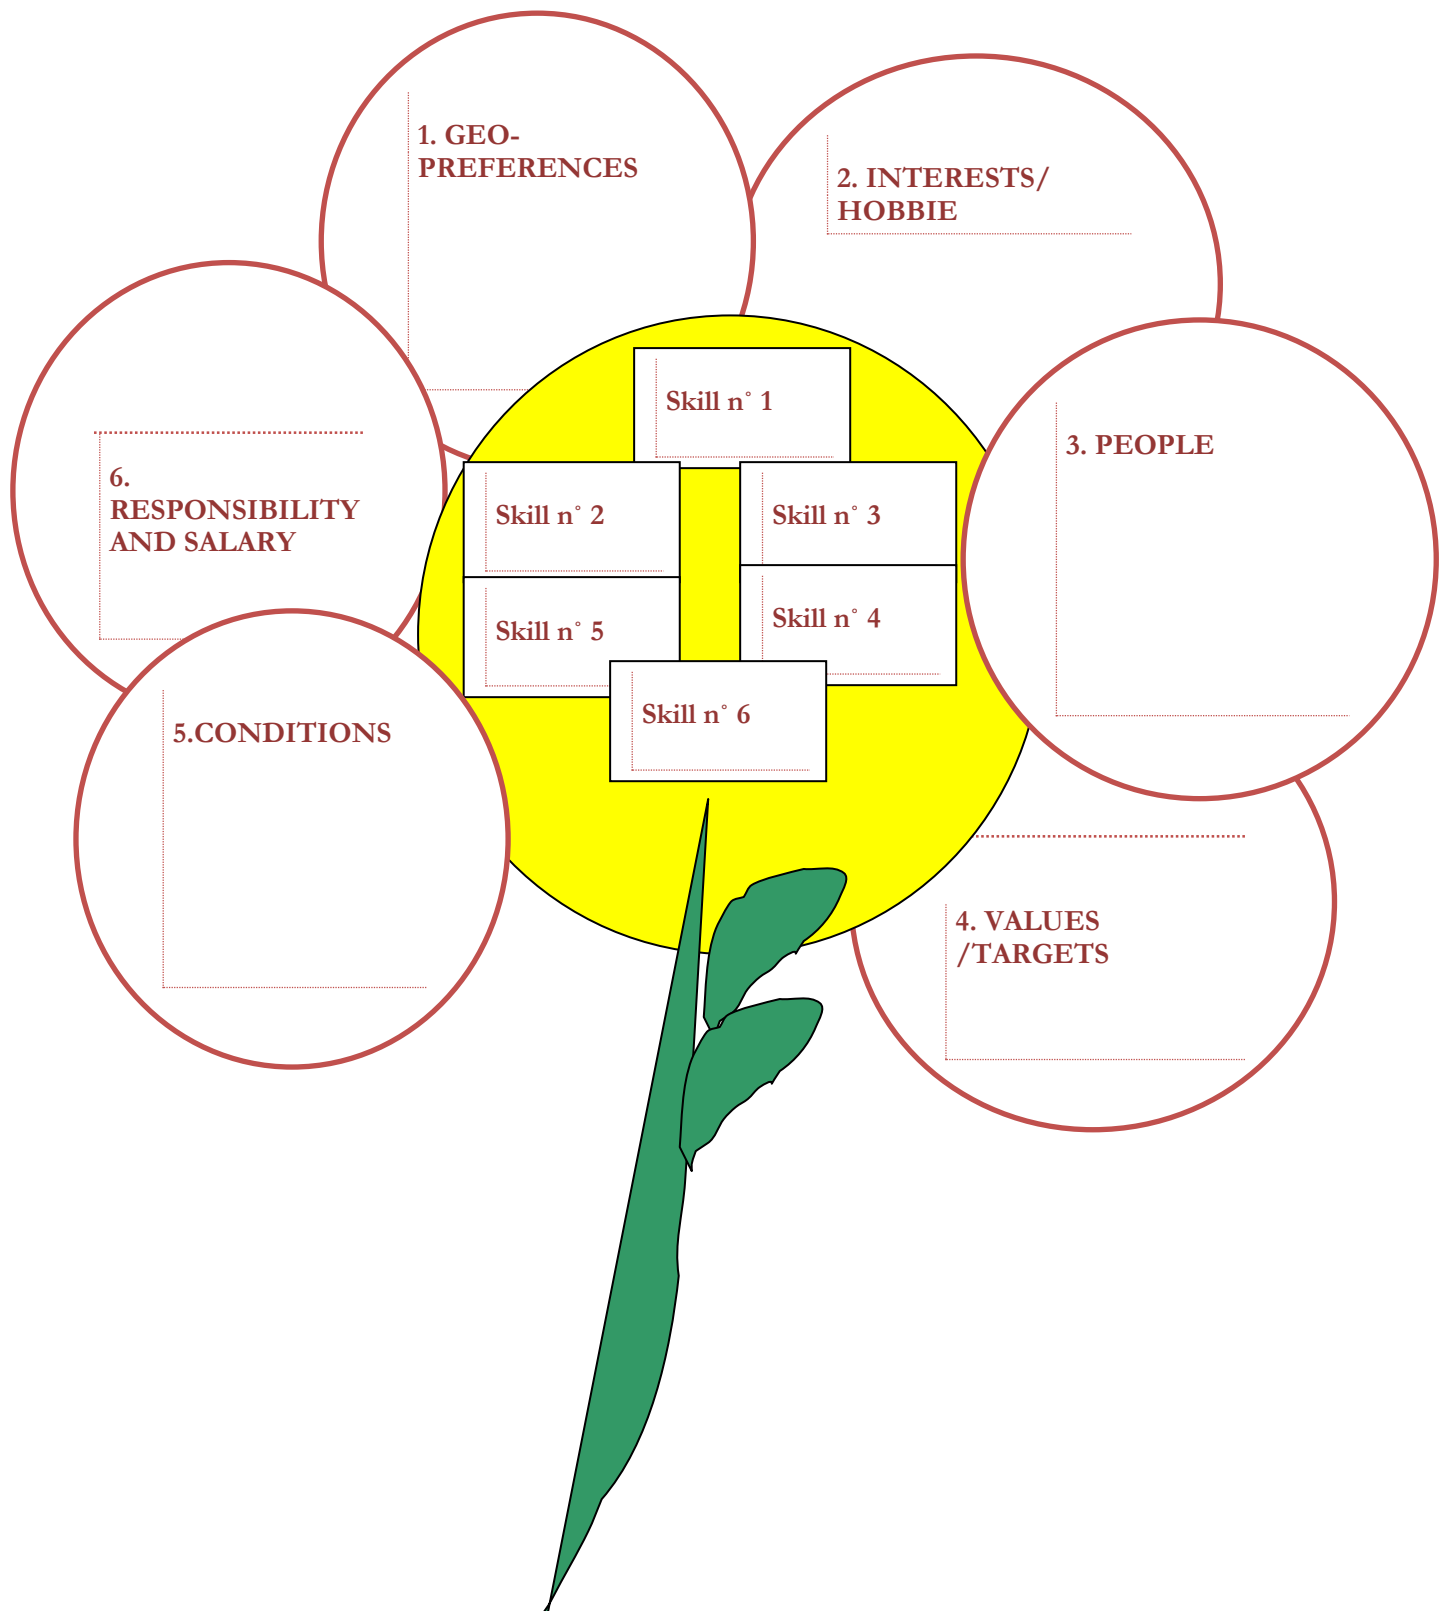 1. GEO-
PREFERENCES
2. INTERESTS/
HOBBIE
3. PEOPLE
4. VALUES
/TARGETS
5.CONDITIONS
6.
RESPONSIBILITY
AND SALARY
Skill n° 1
Skill n° 2
Skill n° 3
Skill n° 5
Skill n° 4
Skill n° 6